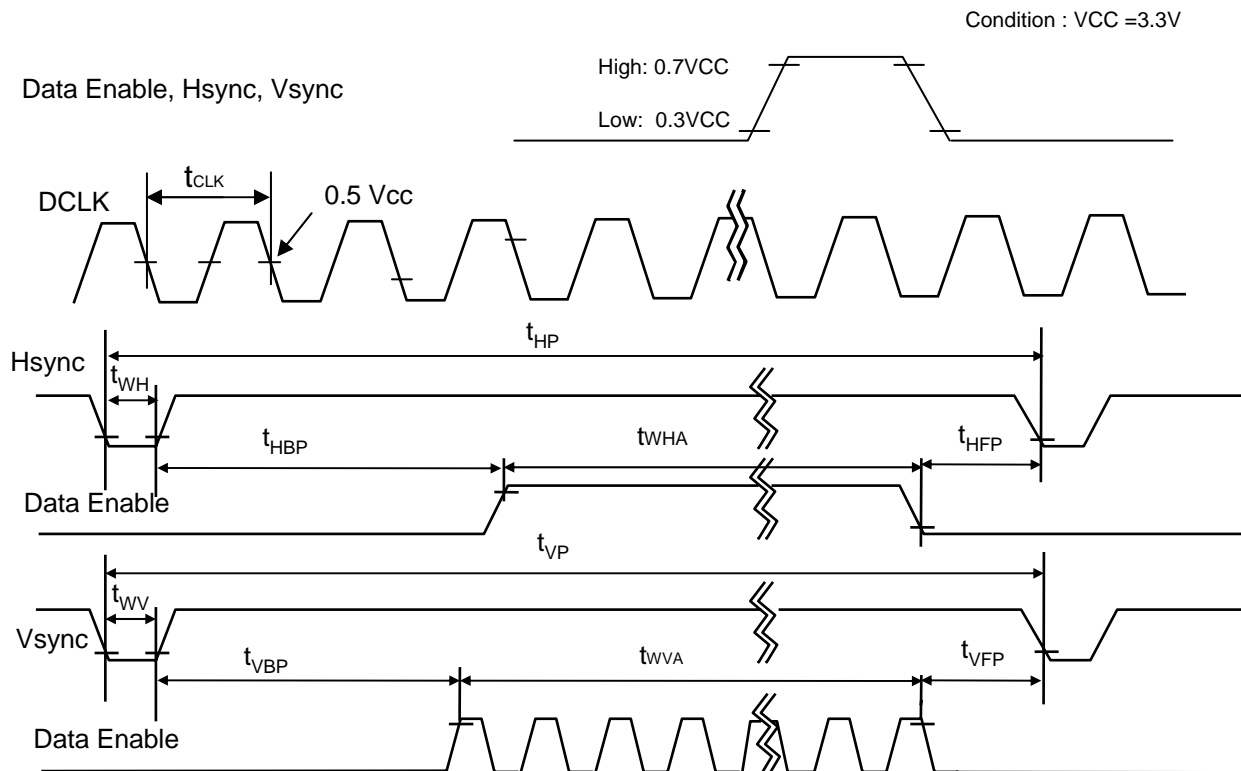 Condition : VCC =3.3V
High: 0.7VCC
Data Enable, Hsync, Vsync
Low: 0.3VCC
tCLK
0.5 Vcc
DCLK
tHP
Hsync
tWH
tHBP
tWHA
tHFP
Data Enable
tVP
tWV
Vsync
tVBP
tWVA
tVFP
Data Enable